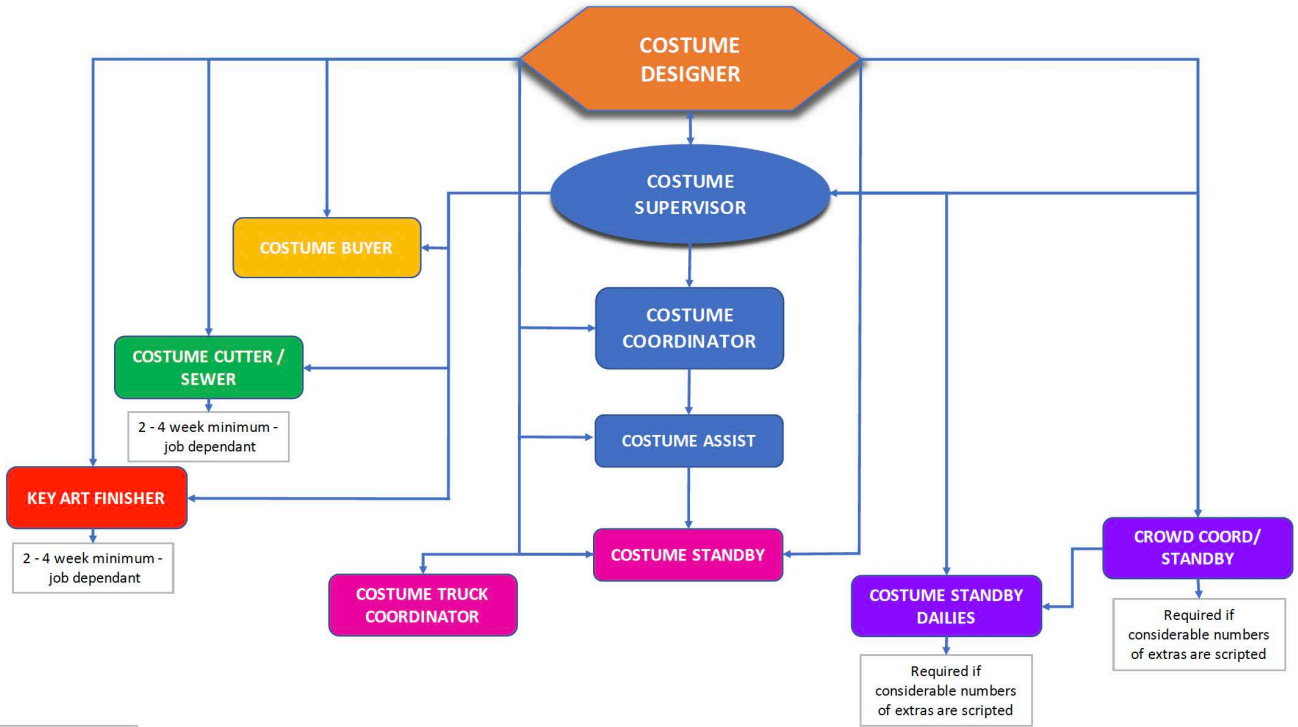 COSTUME
DESIGNER
COSTUME
SUPERVISOR
COSTUME BUYER
COSTUME
COORDINATOR
COSTUME CUTTER /
SEWER
2 - 4 week minimum -
job dependant
COSTUME ASSIST
KEY ART FINISHER
2 - 4 week minimum -
job dependant
COSTUME STANDBY
COSTUME TRUCK
COORDINATOR
CROWD COORD/
STANDBY
Required if
considerable numbers
of extras are scripted
COSTUME STANDBY
DAILIES
Required if
considerable numbers
of extras are scripted